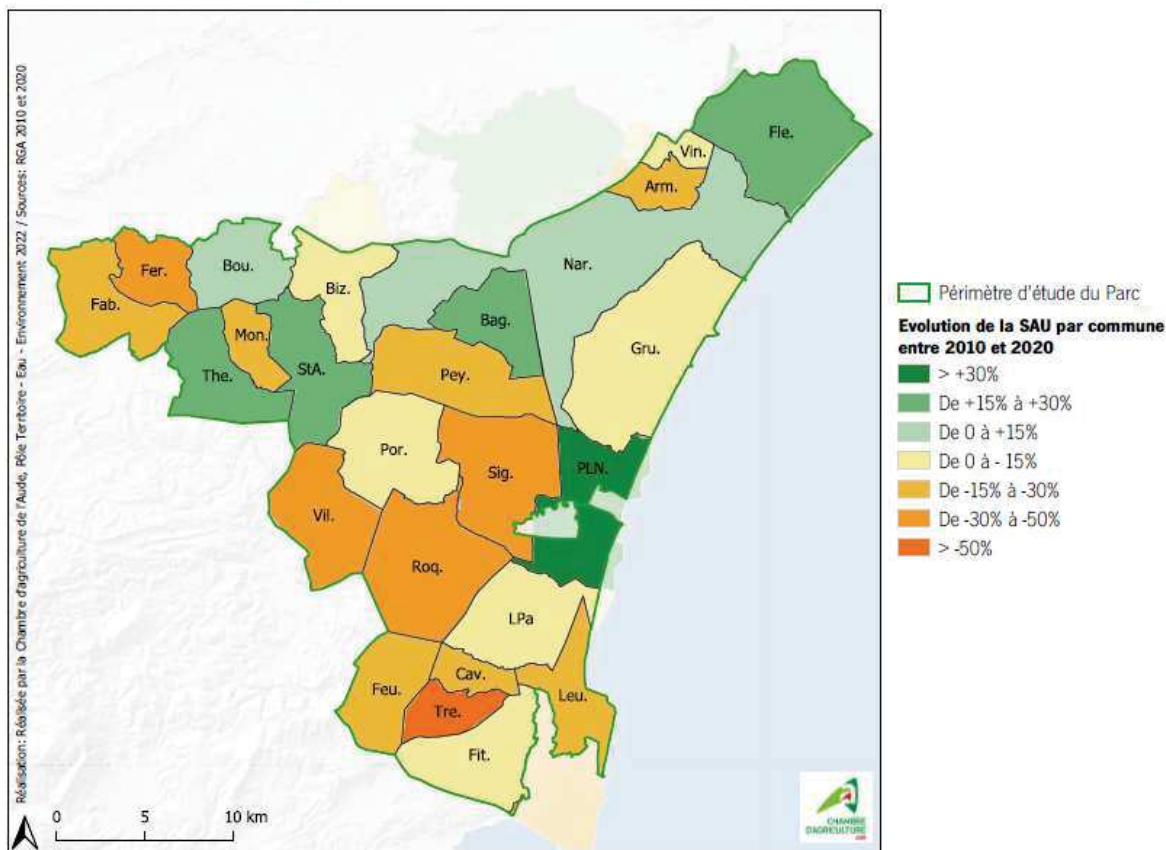 Réalisation: Réalisée par la Chambre d'agriculture de l'Aude, Pôle Territoire - Eau - Environnement 2022 / Sources: RGA 2010 et 2020
Fle.
Vin.
Arm.
Nar.
Fer.
Bou.
Biz.
Fab.
Mon.
Bag.
Gru.
The.
StA.
Pey.
Por.
Sig.
PLN.
Vil.
Roq.
LPa
Cav.
Feu.
Leu.
Tre.
Fit.
0 5 10 km
CHAMBRE
D'AGRICULTURE
Périmètre d'étude du Parc
Evolution de la SAU par commune
entre 2010 et 2020
> +30%
De +15% à +30%
De 0 à +15%
De 0 à - 15%
De -15% à -30%
De -30% à -50%
> -50%